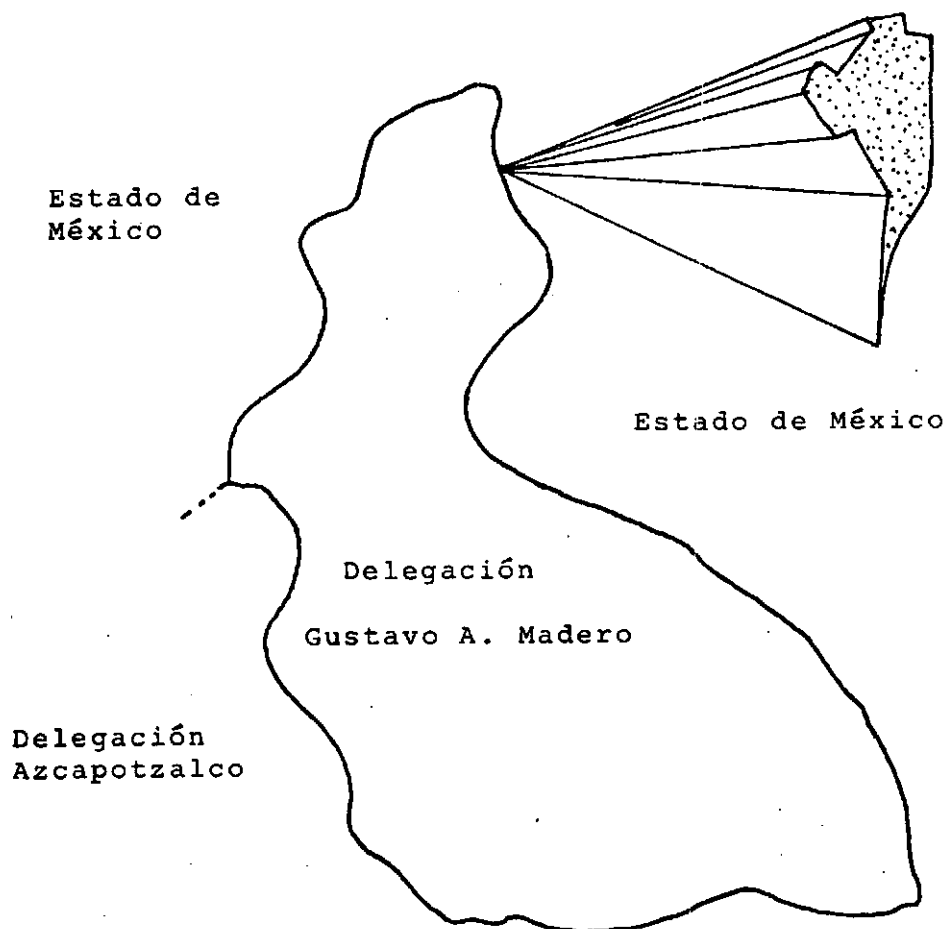 Estado de
México
Estado de México
Delegación
Gustavo A. Madero
Delegación
Azcapotzalco